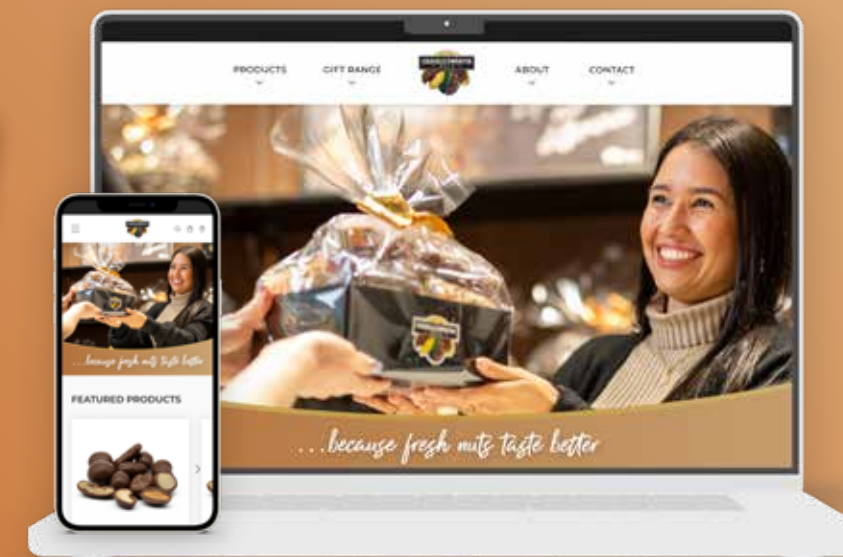 PRODUCTS GIFT RANGE ABOUT CONTACT
...because fresh nuts taste better
...because fresh nuts taste better
FEATURED PRODUCTS